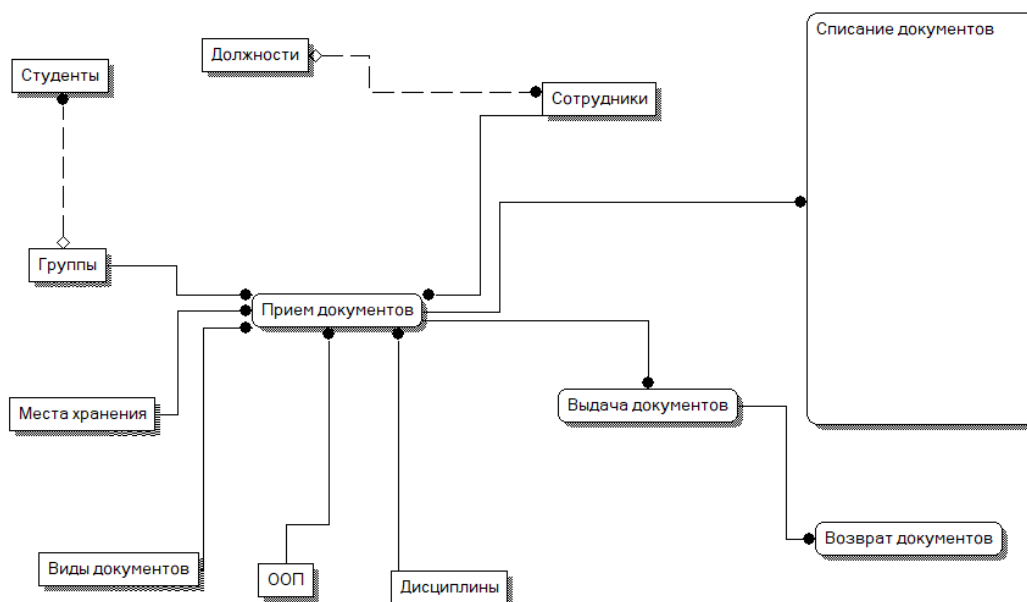 Списание документов
Должности
Студенты
Сотрудники
Группы
Прием документов
Места хранения
Выдача документов
Возврат документов
Виды документов
ООП
Дисциплины